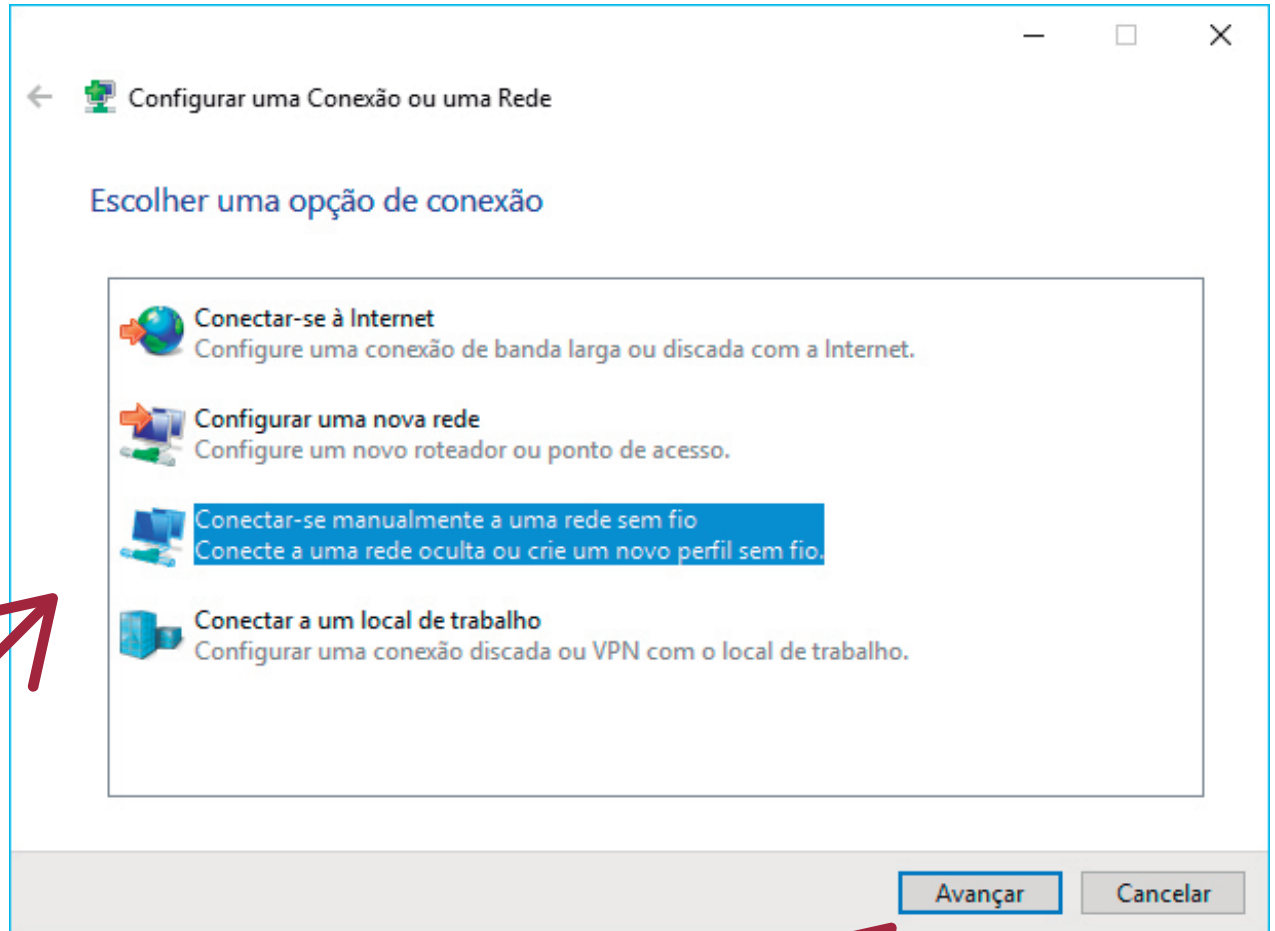 Configurar uma Conexão ou uma Rede
Escolher uma opção de conexão
Conectar-se à Internet
Configure uma conexão de banda larga ou discada com a Internet.
Configurar uma nova rede
Configure um novo roteador ou ponto de acesso.
Conectar-se manualmente a uma rede sem fio
Conecte a uma rede oculta ou crie um novo perfil sem fio.
Conectar a um local de trabalho
Configurar uma conexão discada ou VPN com o local de trabalho.
Avançar
Cancelar